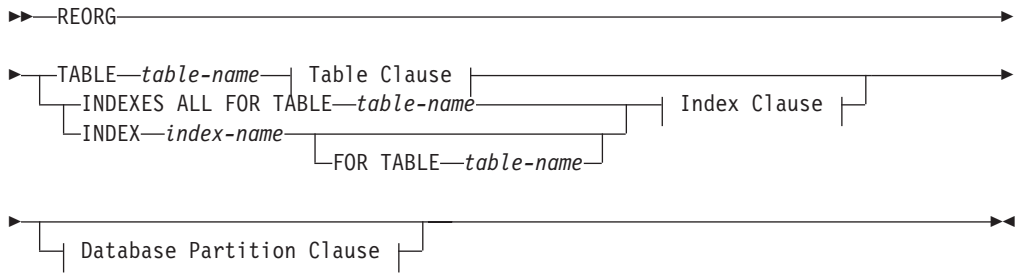 REORG
TABLE table-name Table Clause
INDEXES ALL FOR TABLE table-name Index Clause
INDEX index-name
FOR TABLE table-name
Database Partition Clause